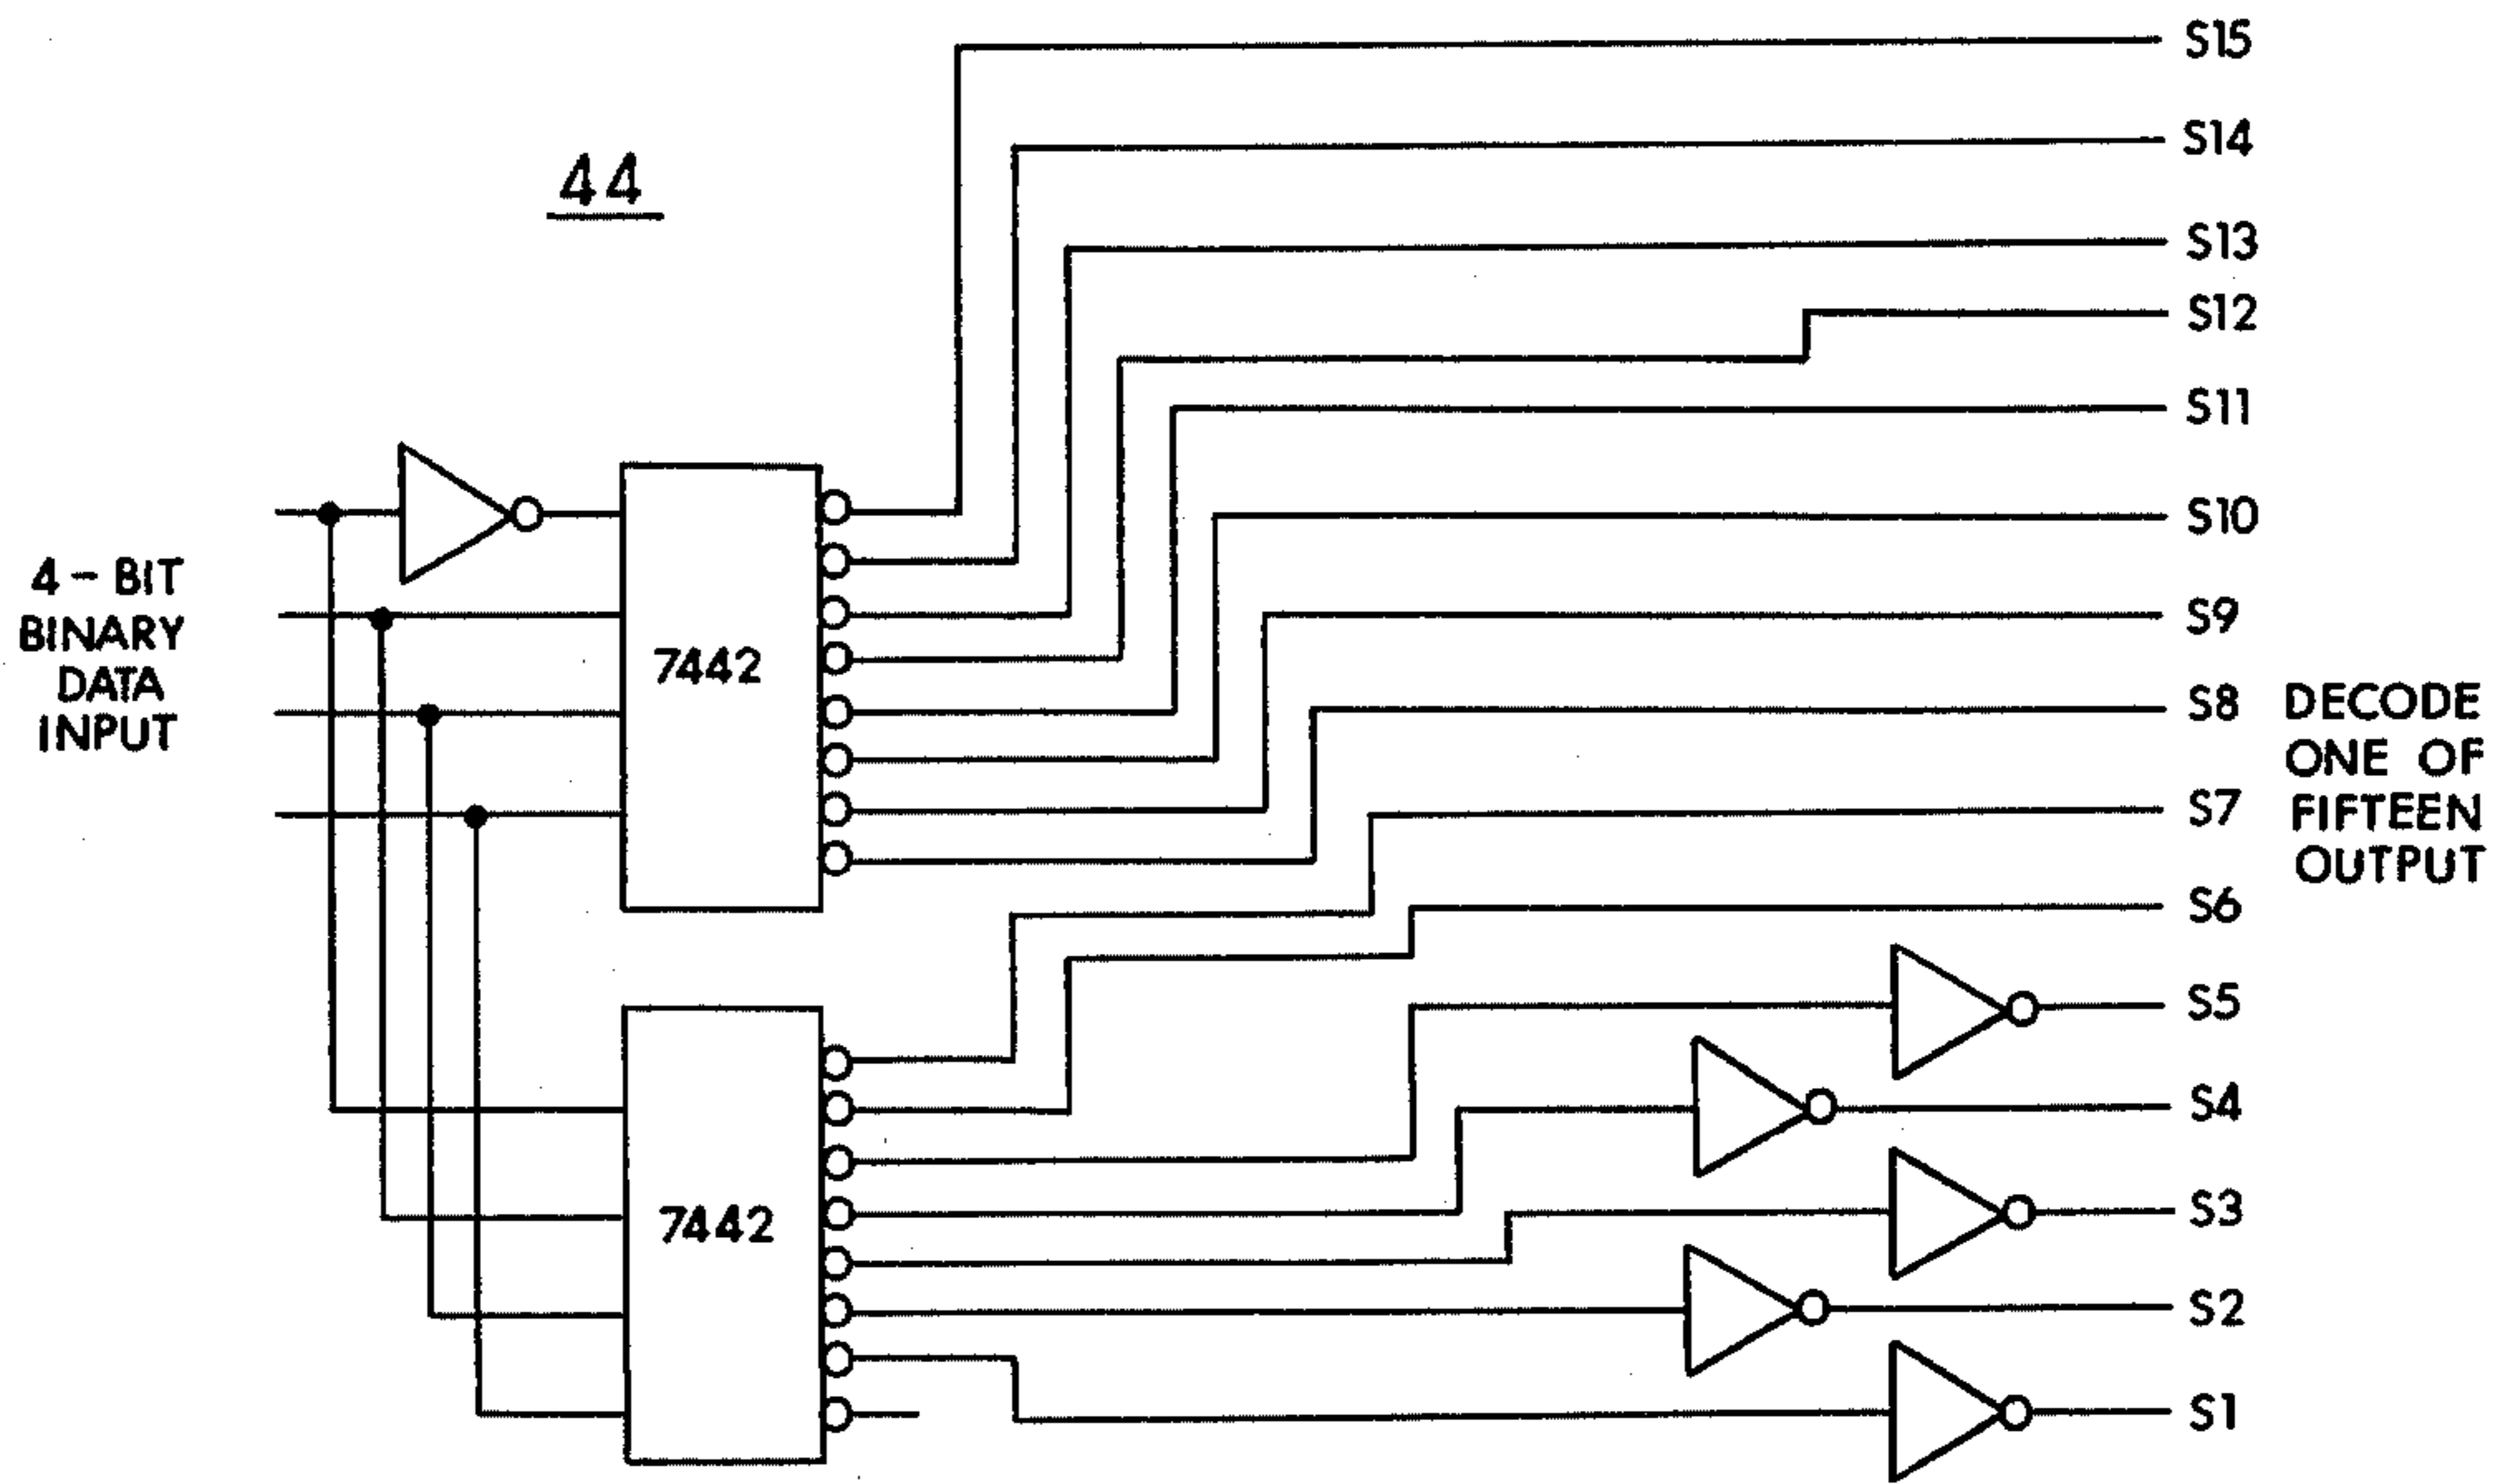 S15
S14
44
S13
S12
S11
S10
4-BIT
BINARY
DATA
INPUT
7442
S9
S8
S7
DECODE
ONE OF
FIFTEEN
OUTPUT
S6
S5
S4
7442
S3
S2
S1